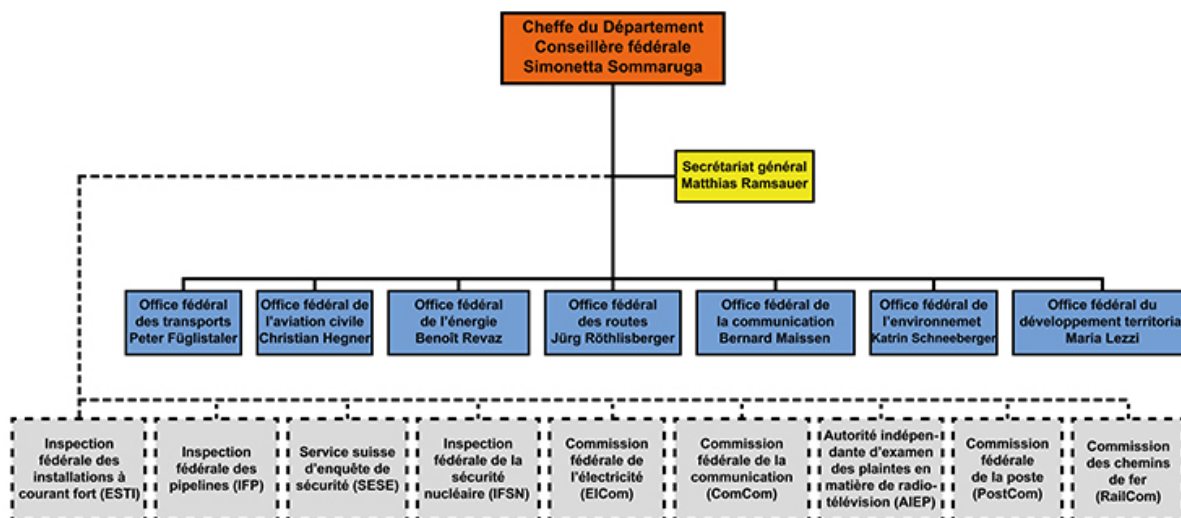 Cheffe du Département
Conseillère fédérale
Simonetta Sommaruga
Secrétariat général
Matthias Ramsauer
Office fédéral
des transports
Peter Füglistaler
Office fédéral de
l'aviation civile
Christian Hegner
Office fédéral
de l'énergie
Benoît Revaz
Office fédéral
des routes
Jürg Röthlisberger
Office fédéral de
la communication
Bernard Maissen
Office fédéral de
l'environnemet
Katrin Schneeberger
Office fédéral du
développement territorial
Maria Lezzi
Inspection
fédérale des
installations à
courant fort (ESTI)
Inspection
fédérale des
pipelines (IFP)
Service suisse
d'enquête de
sécurité (SESE)
Inspection
fédérale de la
sécurité
nucléaire (IFSN)
Commission
fédérale de
l'électricité
(ElCom)
Commission
fédérale de la
communication
(ComCom)
Autorité indépen-
dante d'examen
des plaintes en
matière de radio-
télévision (AIEP)
Commission
fédérale
de la poste
(PostCom)
Commission
des chemins
de fer
(RailCom)